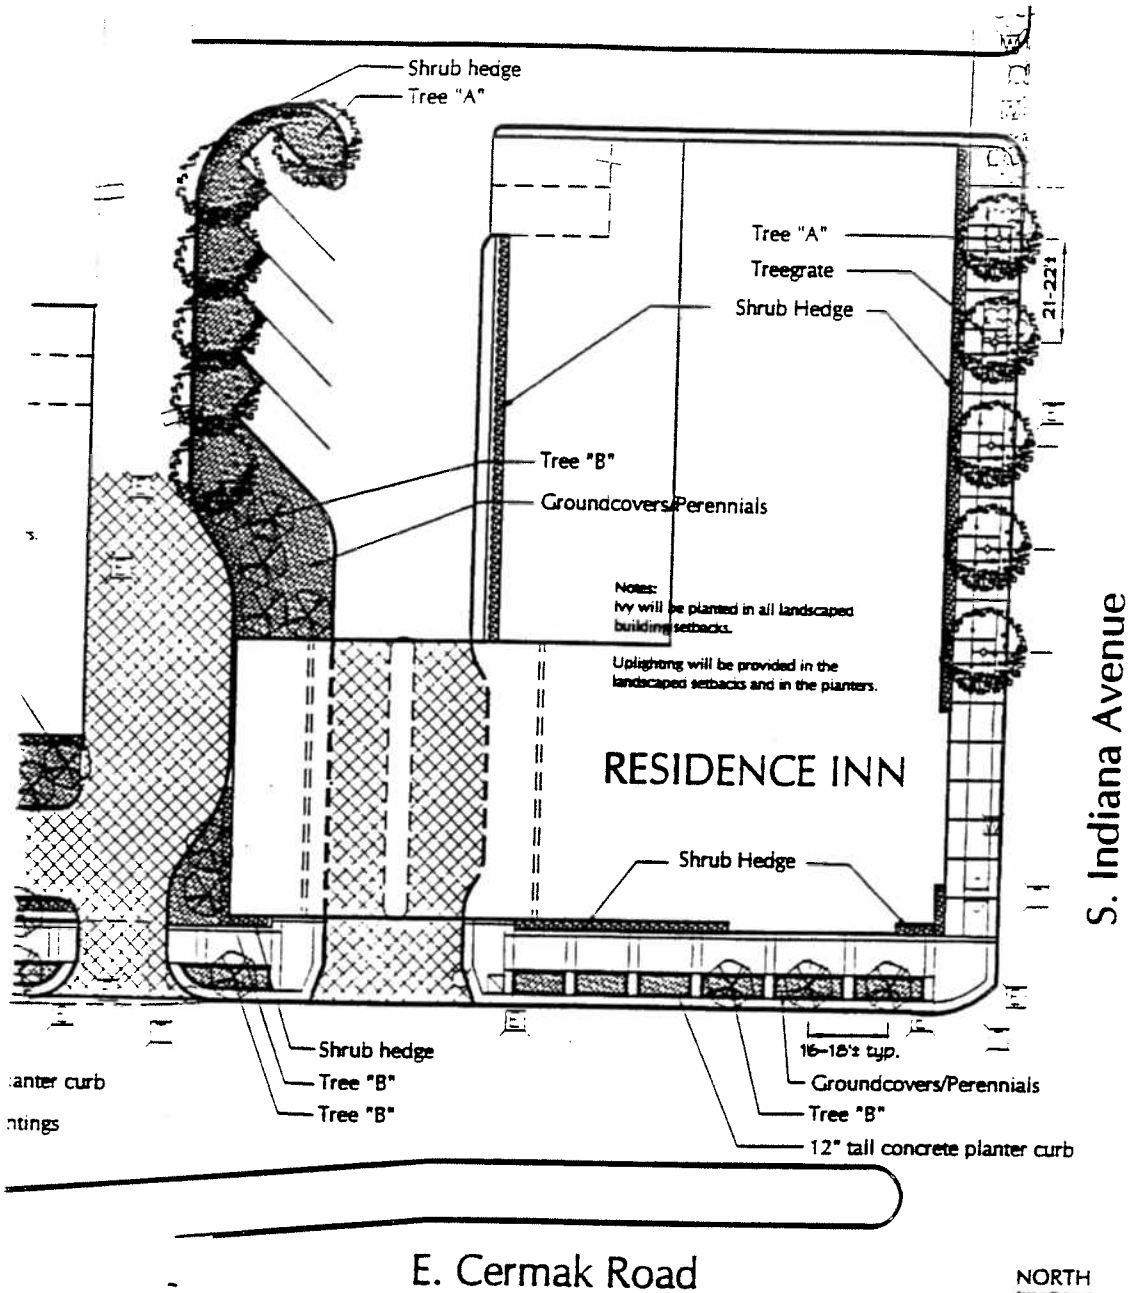 Shrub hedge
Tree "A"
Tree "A"
Treegrate
Shrub Hedge
21-22'±
Tree "B"
Groundcovers/Perennials
Notes:
Ivy will be planted in all landscaped
building setbacks.
Uplighting will be provided in the
landscaped setbacks and in the planters.
RESIDENCE INN
S. Indiana Avenue
Shrub Hedge
16-18'± typ.
Shrub hedge
Tree "B"
Tree "B"
Groundcovers/Perennials
Tree "B"
12" tall concrete planter curb
anter curb
ntings
s.
E. Cermak Road
NORTH